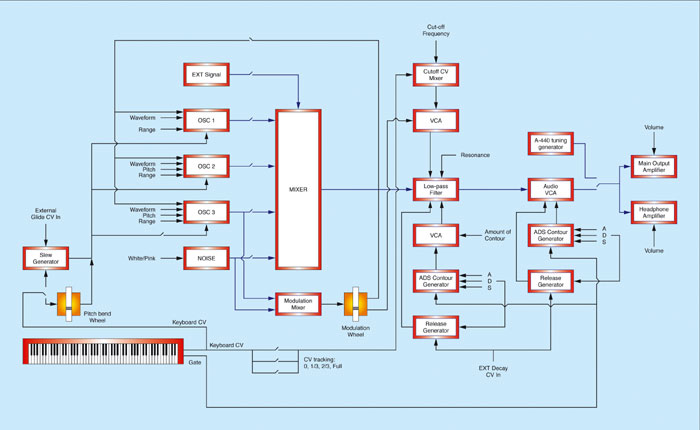 Cut-off
Frequency
EXT Signal
Cutoff CV
Mixer
Waveform
Range
OSC 1
VCA
A-440 tuning
generator
Volume
Waveform
Pitch
Range
OSC 2
MIXER
Resonance
Low-pass
Filter
Audio
VCA
Main Output
Amplifier
Waveform
Pitch
Range
OSC 3
External
Glide CV In
Headphone
Amplifier
VCA
Amount of
Contour
ADS Contour
Generator
A
D
S
Volume
Slew
Generator
White/Pink
NOISE
ADS Contour
Generator
A
D
S
Release
Generator
Pitch bend
Wheel
Modulation
Mixer
Modulation
Wheel
Keyboard CV
Release
Generator
Keyboard CV
Gate
CV tracking:
0, 1/3, 2/3, Full
EXT Decay
CV In